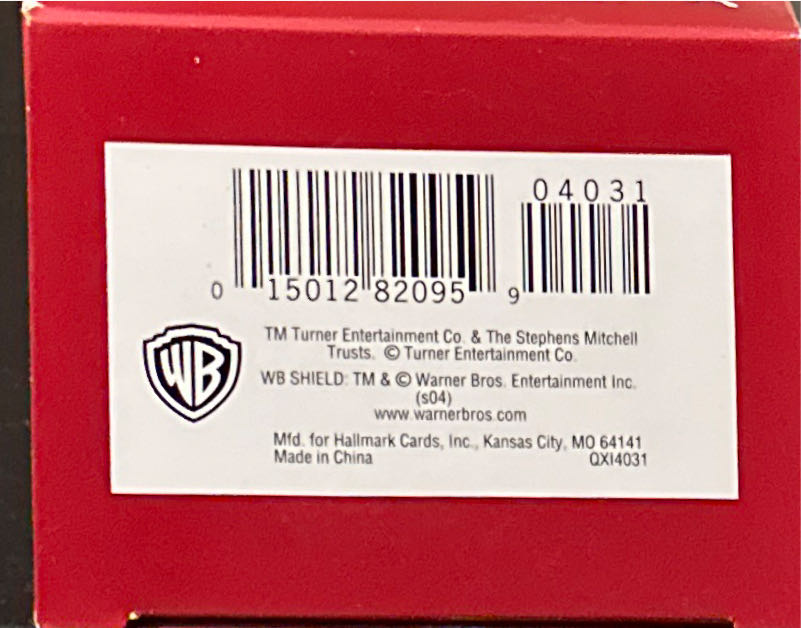 04031
0 15012 82095 9
WB
TM Turner Entertainment Co. & The Stephens Mitchell
Trusts. © Turner Entertainment Co.
WB SHIELD: TM & © Warner Bros. Entertainment Inc.
(s04)
www.warnerbros.com
Mfd. for Hallmark Cards, Inc., Kansas City, MO 64141
Made in China QXI4031